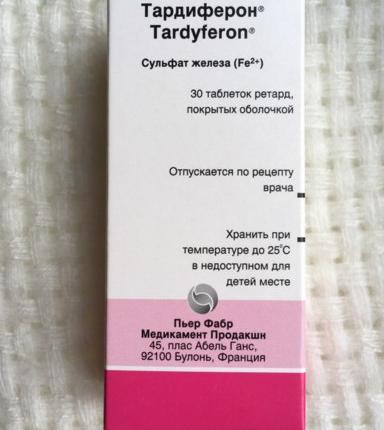 Тардиферон®
Tardyferon®
Сульфат железа (Fe²⁺)
30 таблеток ретард,
покрытых оболочкой
Отпускается по рецепту
врача
Хранить при
температуре до 25°С
в недоступном для
детей месте
Пьер Фабр
Медикамент Продакшн
45, плас Абель Ганс,
92100 Булонь, Франция